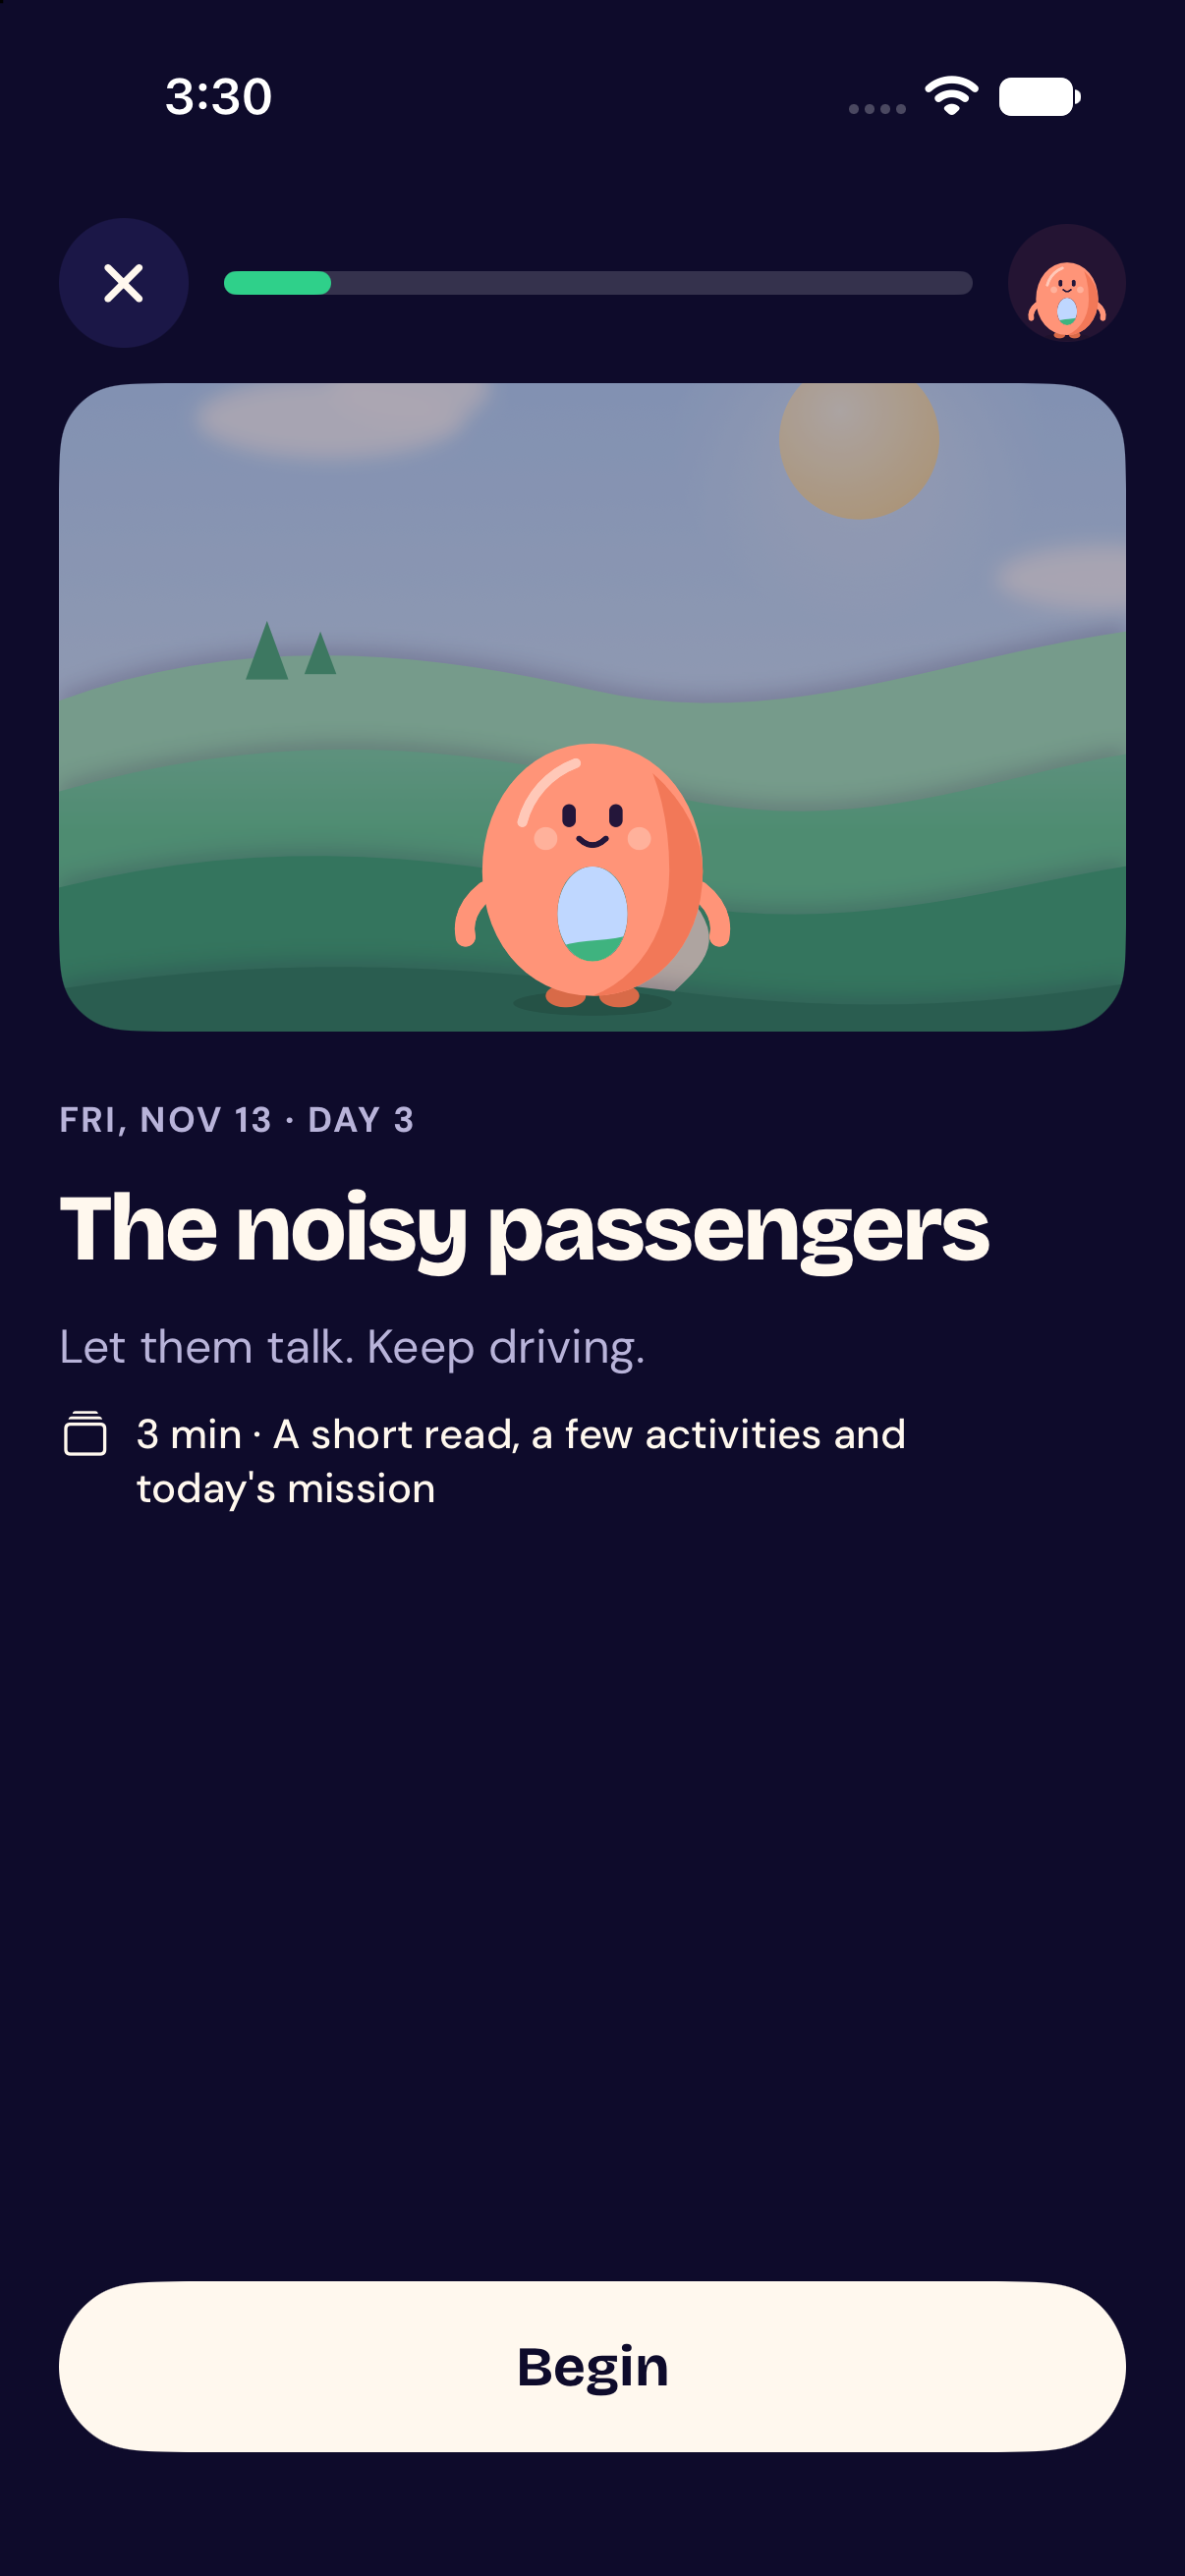 3:30
FRI, NOV 13 · DAY 3
The noisy passengers
Let them talk. Keep driving.
3 min · A short read, a few activities and
today's mission
Begin